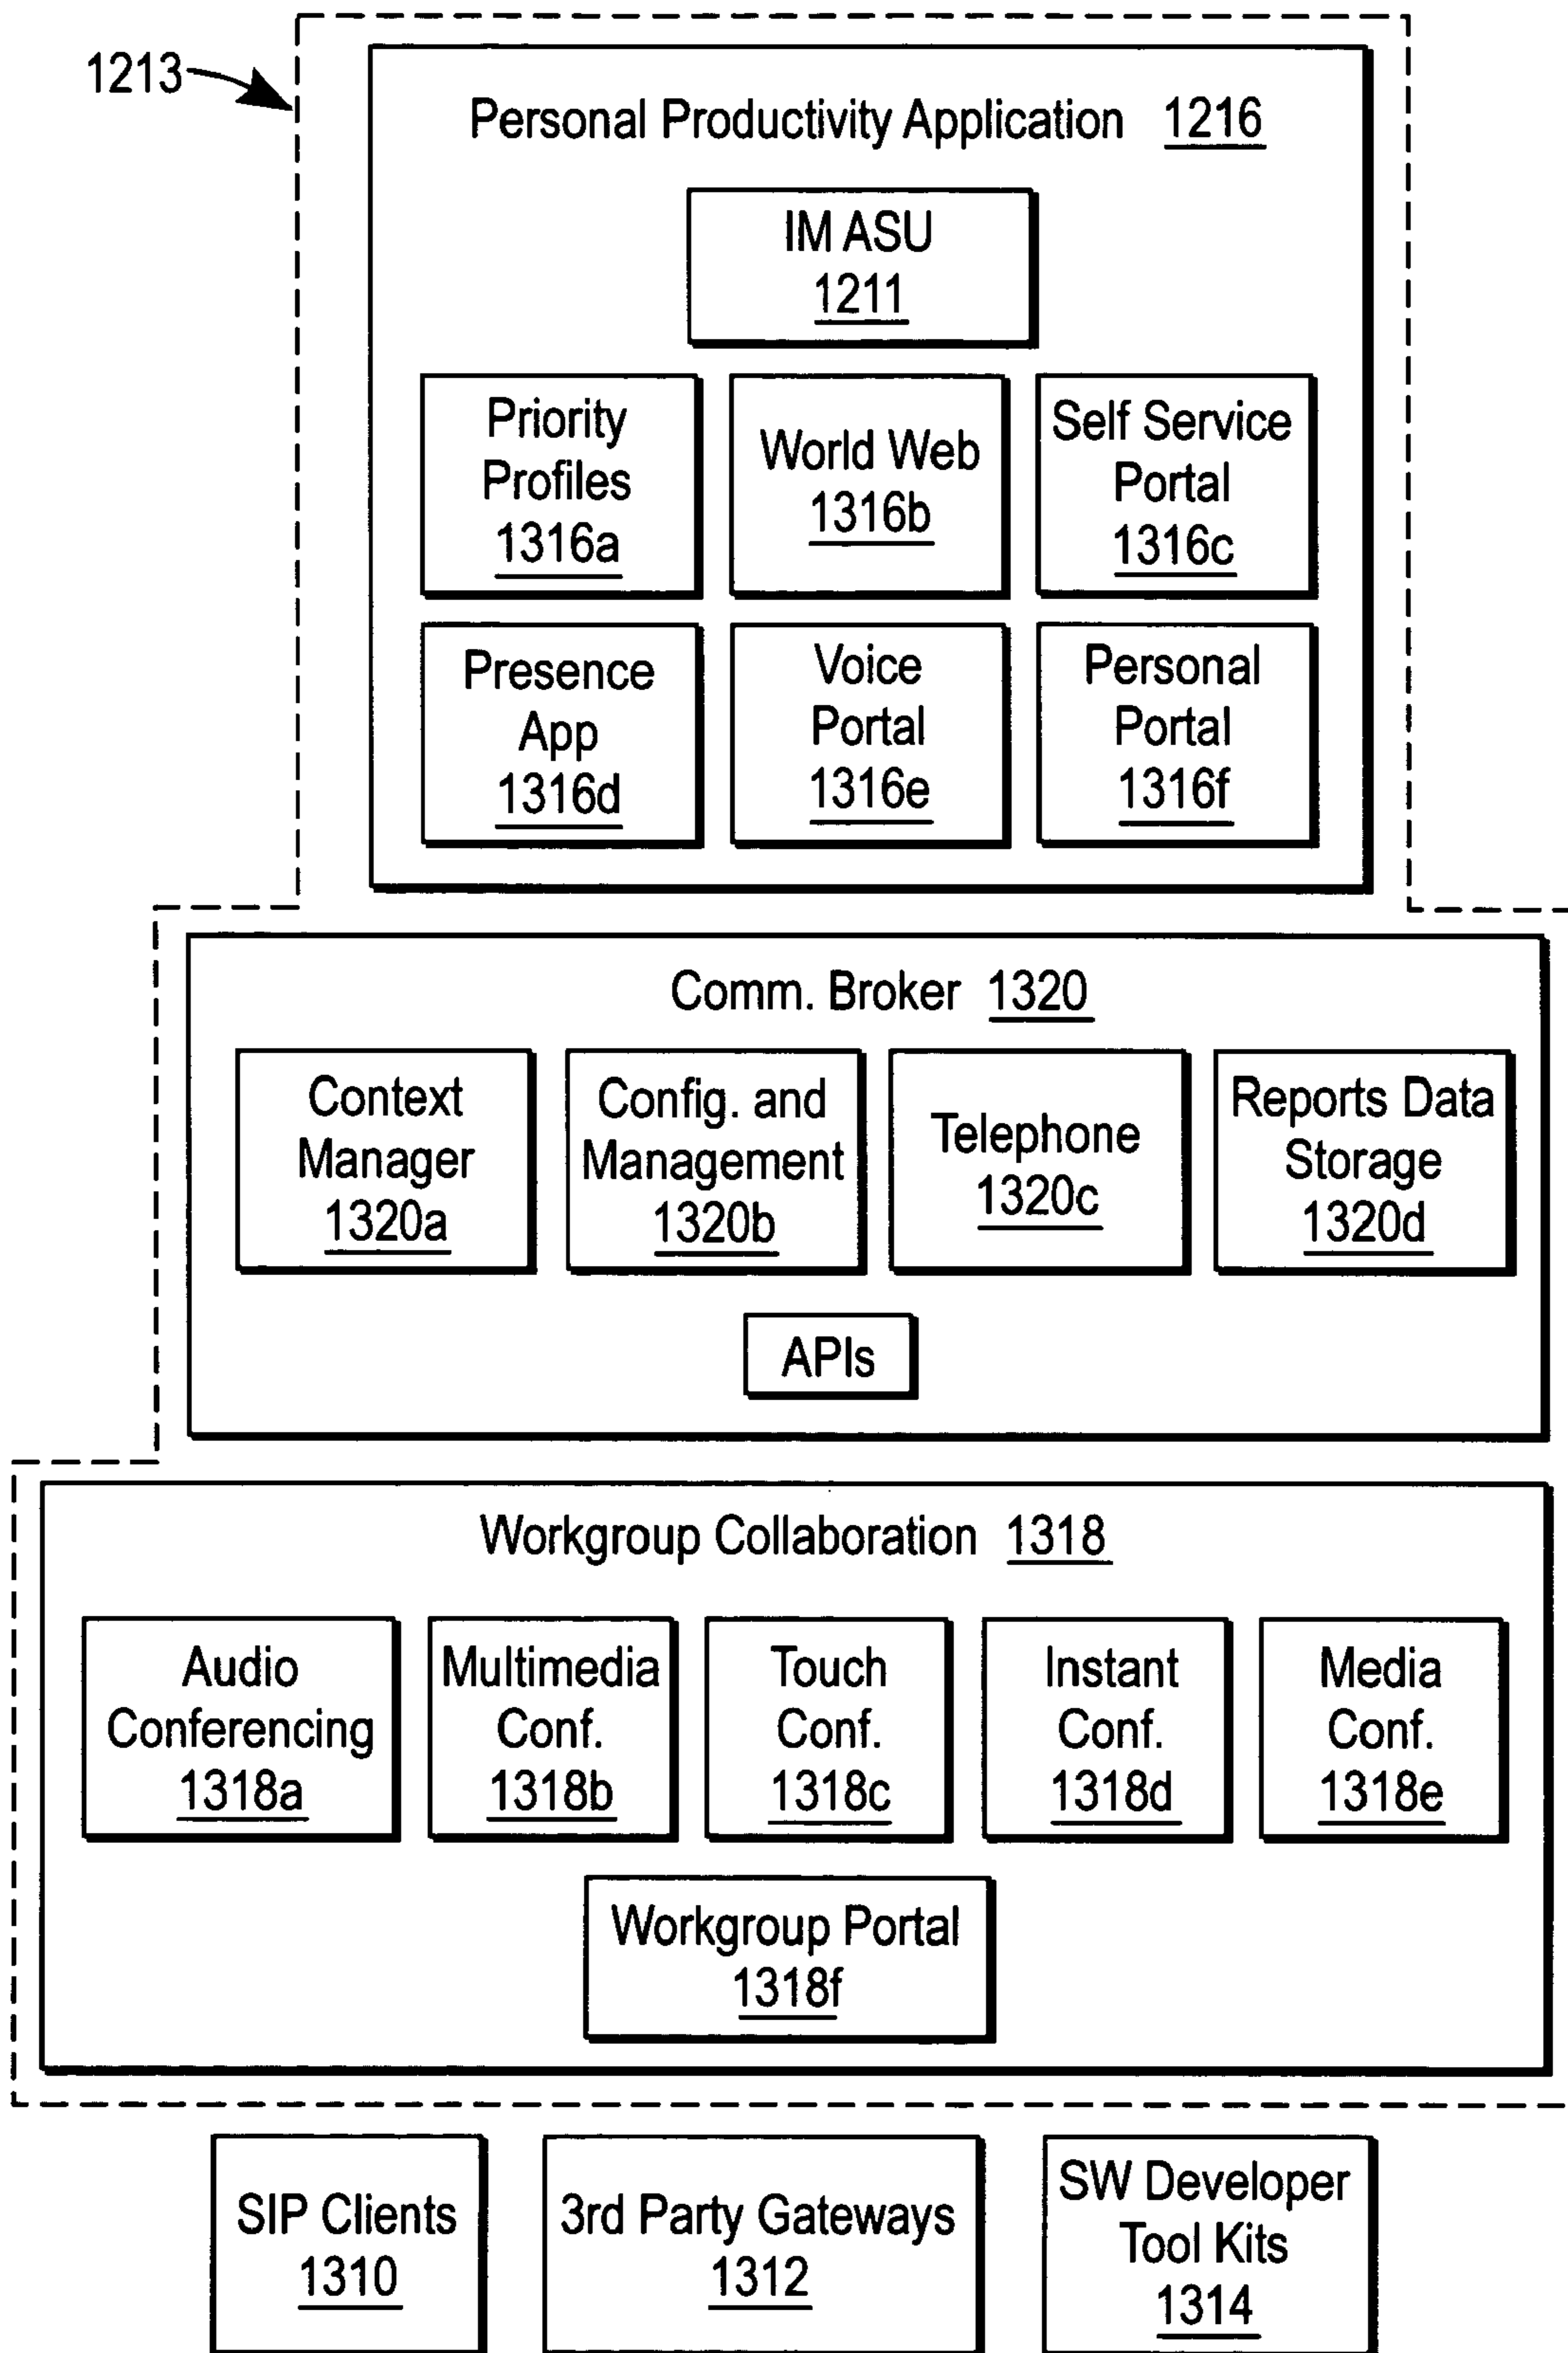 1213
Personal Productivity Application 1216
IM ASU
1211
Priority
Profiles
1316a
World Web
1316b
Self Service
Portal
1316c
Presence
App
1316d
Voice
Portal
1316e
Personal
Portal
1316f
Comm. Broker 1320
Context
Manager
1320a
Config. and
Management
1320b
Telephone
1320c
Reports Data
Storage
1320d
APIs
Workgroup Collaboration 1318
Audio
Conferencing
1318a
Multimedia
Conf.
1318b
Touch
Conf.
1318c
Instant
Conf.
1318d
Media
Conf.
1318e
Workgroup Portal
1318f
SIP Clients
1310
3rd Party Gateways
1312
SW Developer
Tool Kits
1314